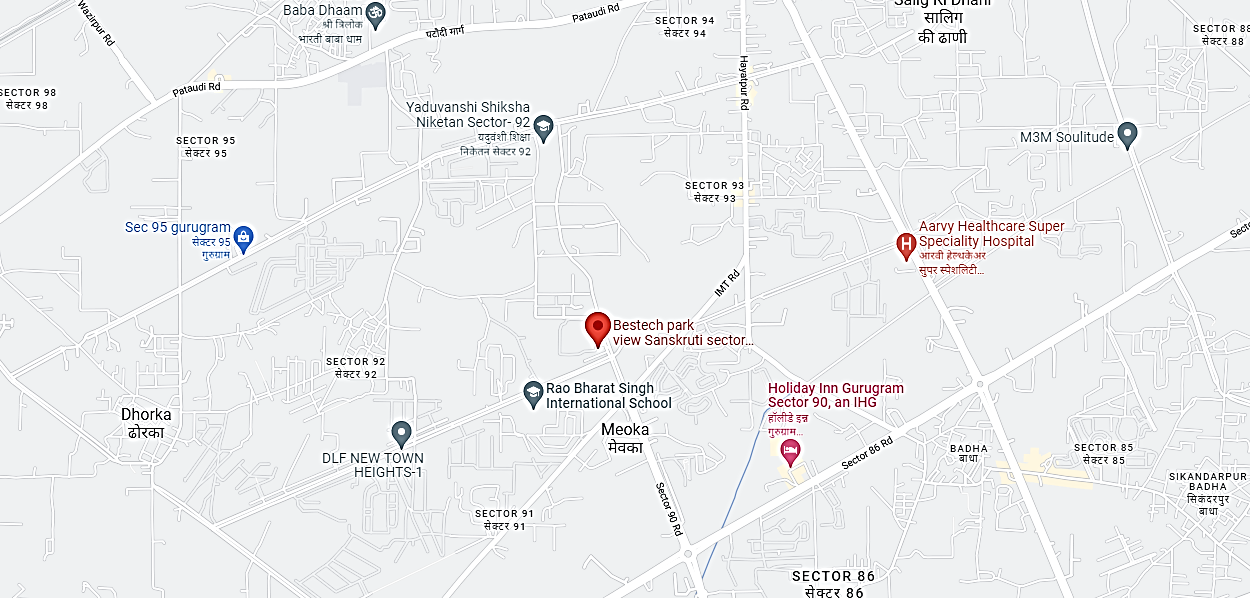 Wazirpur Rd
Baba Dhaam
श्री त्रिलोक
भारती बाबा धाम
पटौदी मार्ग
Pataudi Rd
SECTOR 94
सेक्टर 94
सालिग
की ढाणी
SECTOR 88
सेक्टर 88
SECTOR 98
सेक्टर 98
Pataudi Rd
Hayatpur Rd
Yaduvanshi Shiksha
Niketan Sector- 92
यदुवंशी शिक्षा
निकेतन सेक्टर 92
M3M Soulitude
SECTOR 95
सेक्टर 95
SECTOR 93
सेक्टर 93
Sec 95 gurugram
सेक्टर 95
गुरुग्राम
Aarvy Healthcare Super
Speciality Hospital
आरवी हेल्थकेअर
सुपर स्पेशलिटी...
H
IMT Rd
Bestech park
view Sanskruti sector...
SECTOR 92
सेक्टर 92
Rao Bharat Singh
International School
Holiday Inn Gurugram
Sector 90, an IHG
हॉलीडे इन्न
गुरुग्राम...
Dhorka
ढोरका
Meoka
मेवका
DLF NEW TOWN
HEIGHTS-1
Sector 86 Rd
BADHA
बाधा
SECTOR 85
सेक्टर 85
SIKANDARPUR
BADHA
सिकंदरपुर
बाधा
Sector 90 Rd
SECTOR 91
सेक्टर 91
SECTOR 86
सेक्टर 86